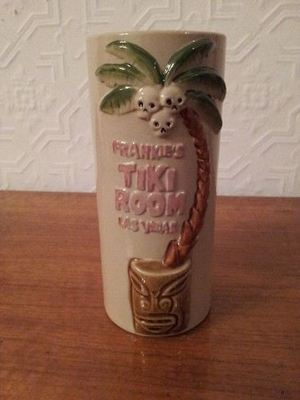 FRANKIE'S
TIKI
ROOM
LAS VEGAS